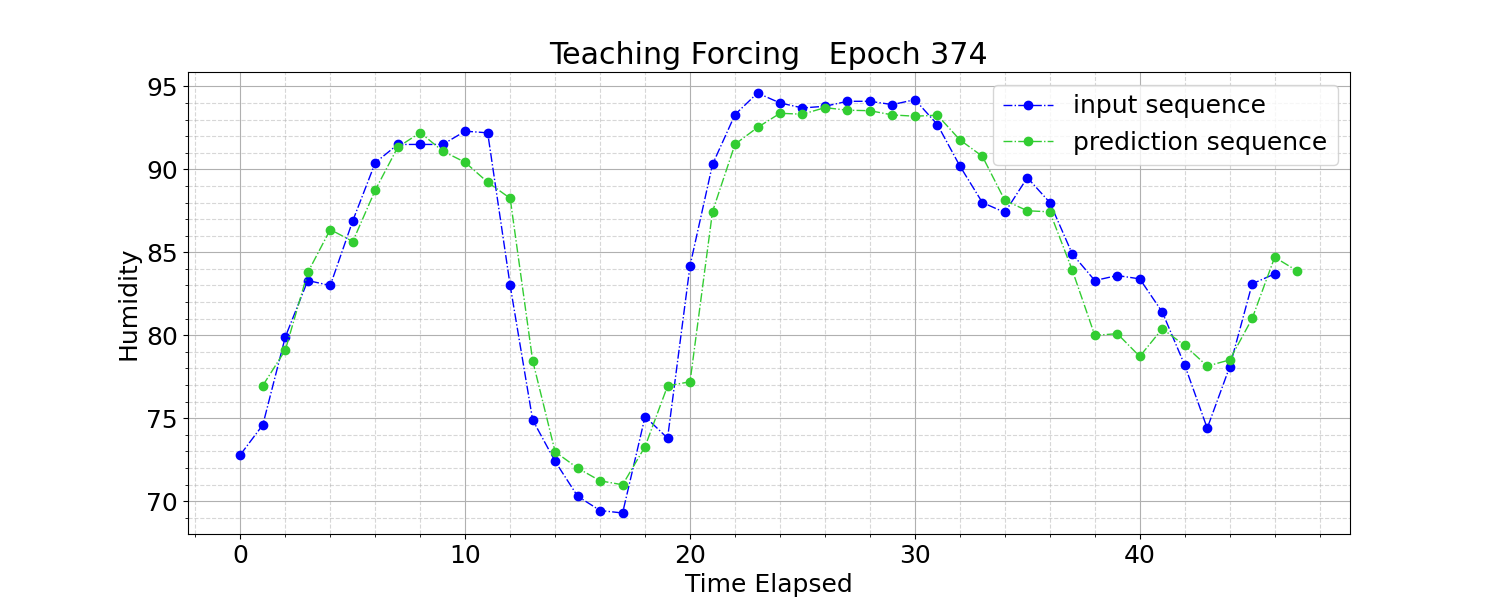 Teaching Forcing   Epoch 374
input sequence
prediction sequence
Humidity
95
90
85
80
75
70
0 10 20 30 40
Time Elapsed